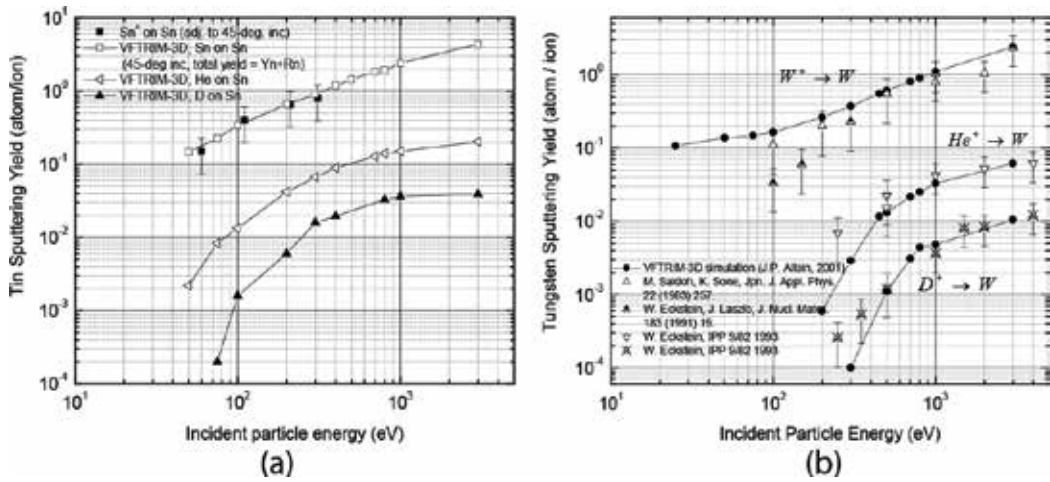 Sn⁺ on Sn (adj. to 45-deg. inc)
VFTRIM-3D, Sn on Sn
(45-deg inc, total yield = Yn+Rn)
VFTRIM-3D, He on Sn
VFTRIM-3D, D on Sn
Tin Sputtering Yield (atom/ion)
10⁰
10⁻¹
10⁻²
10⁻³
10⁻⁴
10¹
10²
10³
Incident particle energy (eV)
(a)
Tungsten Sputtering Yield (atom / ion)
10⁰
10⁻¹
10⁻²
10⁻³
10⁻⁴
W⁺ → W
He⁺ → W
D⁺ → W
VFTRIM-3D simulation (J.P. Allain, 2001)
M. Saidoh, K. Sone, Jpn. J. Appl. Phys.
22 (1983) 257.
W. Eckstein, J. Laszlo, J. Nucl. Mater.
183 (1991) 19.
W. Eckstein, IPP 9/82 1993
W. Eckstein, IPP 9/82 1993
10¹
10²
10³
Incident Particle Energy (eV)
(b)